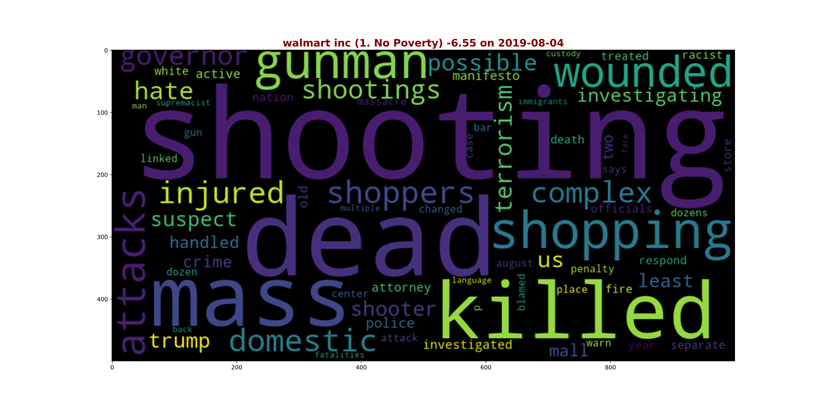 walmart inc (1. No Poverty) -6.55 on 2019-08-04
0
100
200
300
400
0
200
400
600
800
governor
gunman
possible
custody
treated
racist
white
active
manifesto
wounded
hate
shootings
investigating
man
supremacist
nation
massacre
immigrants
shooting
gun
bar
case
terrorism
death
two
face
store
linked
says
injured
old
shoppers
complex
attacks
multiple
changed
officials
dozens
suspect
dead
shopping
handled
crime
dozen
august
us
respond
penalty
language
least
mass
center
attorney
killed
blamed
place
fire
shooter
p
police
back
trump
domestic
attack
investigated
fatalities
mall
warn
year
separate